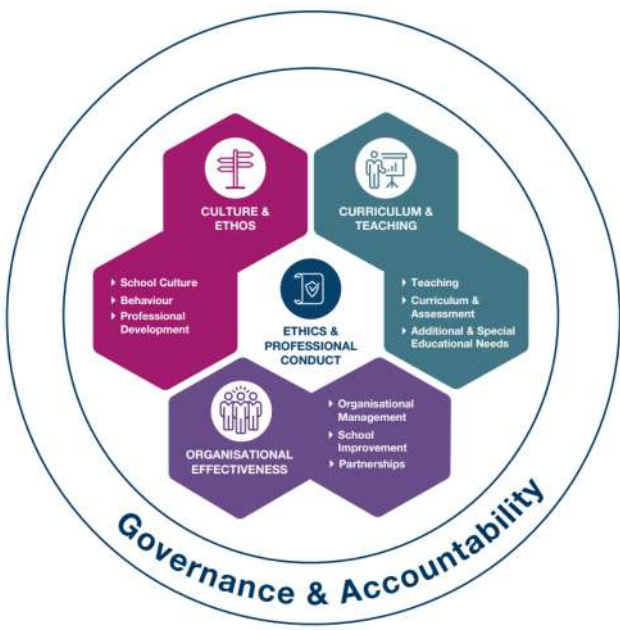 CULTURE &
ETHOS
School Culture
Behaviour
Professional
Development
CURRICULUM &
TEACHING
Teaching
Curriculum &
Assessment
Additional & Special
Educational Needs
ETHICS &
PROFESSIONAL
CONDUCT
ORGANISATIONAL
EFFECTIVENESS
Organisational
Management
School
Improvement
Partnerships
Governance & Accountability